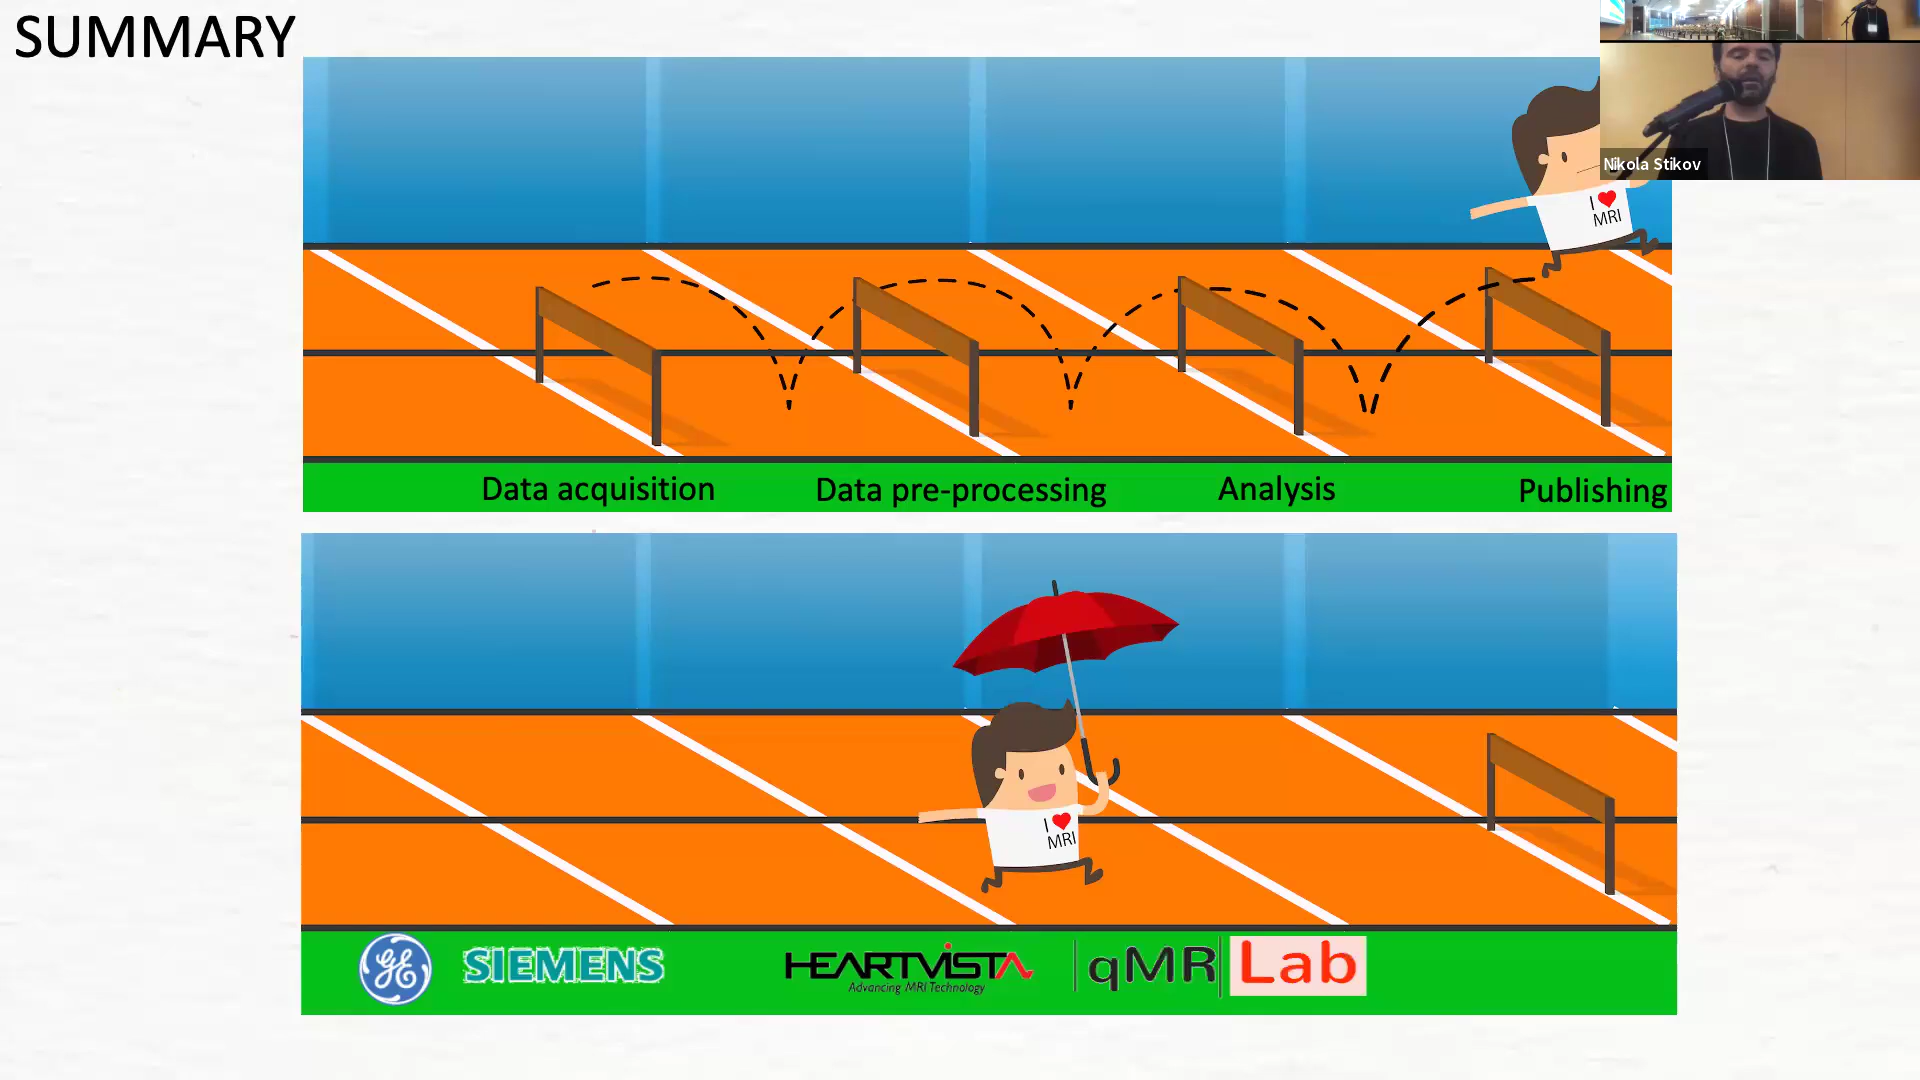 SUMMARY
Nikola Stikov
I ❤
MRI
Data acquisition
Data pre-processing
Analysis
Publishing
I ❤
MRI
GE
SIEMENS
HEARTVISTA
Advancing MRI Technology
qMR Lab